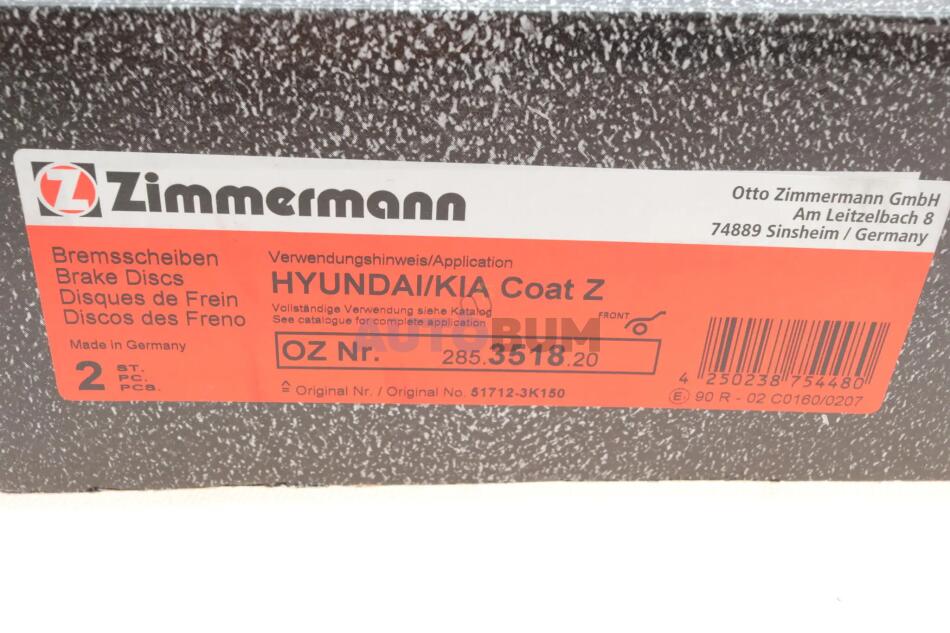 Z Zimmermann
Otto Zimmermann GmbH
Am Leitzelbach 8
74889 Sinsheim / Germany
Bremsscheiben
Brake Discs
Disques de Frein
Discos des Freno
Made in Germany
2 ST.
PC.
PCS.
Verwendungshinweis/Application
HYUNDAI/KIA Coat Z
Vollständige Verwendung siehe Katalog
See catalogue for complete application
FRONT
AUTOBUM
OZ Nr. 285.3518.20
≙ Original Nr. / Original No. 51712-3K150
4 250238 754480
E 90 R - 02 C0160/0207